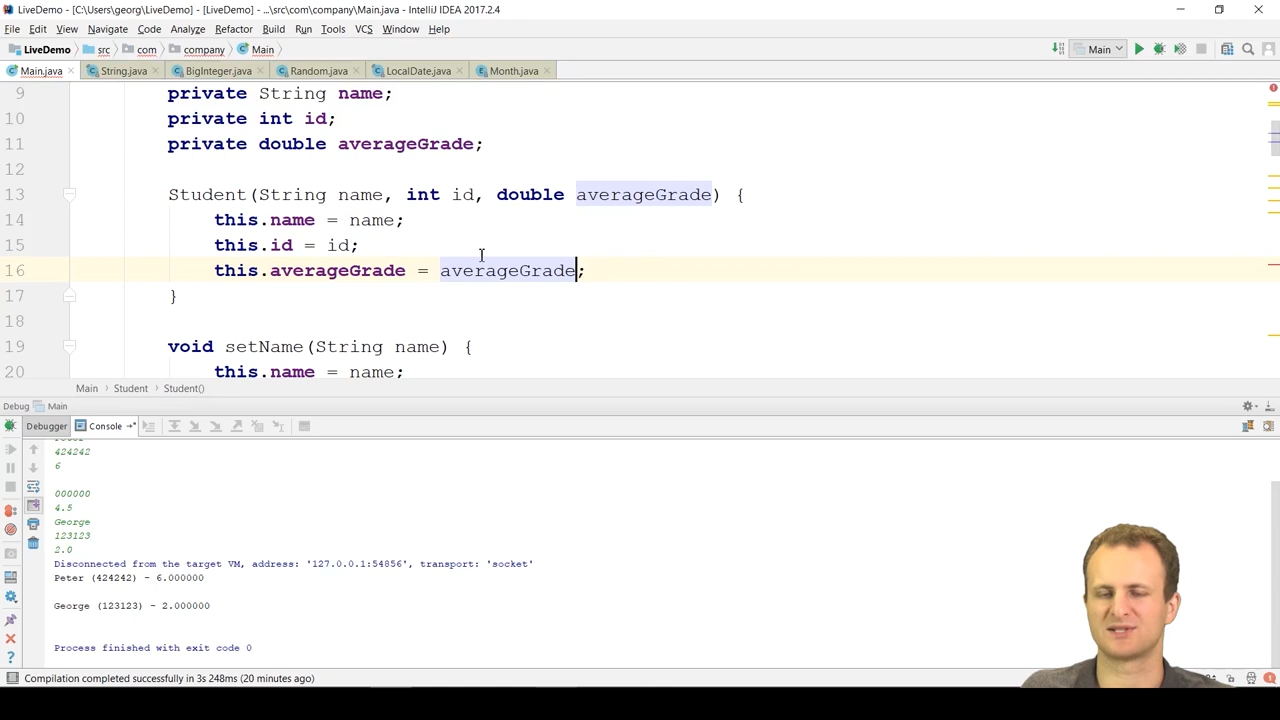 LiveDemo - [C:\Users\georg\LiveDemo] - [LiveDemo] - ...\src\com\company\Main.java - IntelliJ IDEA 2017.2.4
File Edit View Navigate Code Analyze Refactor Build Run Tools VCS Window Help
LiveDemo src com company Main Main
Main.java String.java BigInteger.java Random.java LocalDate.java Month.java
9 private String name;
10 private int id;
11 private double averageGrade;
12
13 Student(String name, int id, double averageGrade) {
14 this.name = name;
15 this.id = id;
16 this.averageGrade = averageGrade;
17 }
18
19 void setName(String name) {
20 this.name = name;
Main Student Student()
Debug Main
Debugger Console
424242
6
000000
4.5
George
123123
2.0
Disconnected from the target VM, address: '127.0.0.1:54856', transport: 'socket'
Peter (424242) - 6.000000
George (123123) - 2.000000
Process finished with exit code 0
Compilation completed successfully in 3s 248ms (20 minutes ago)